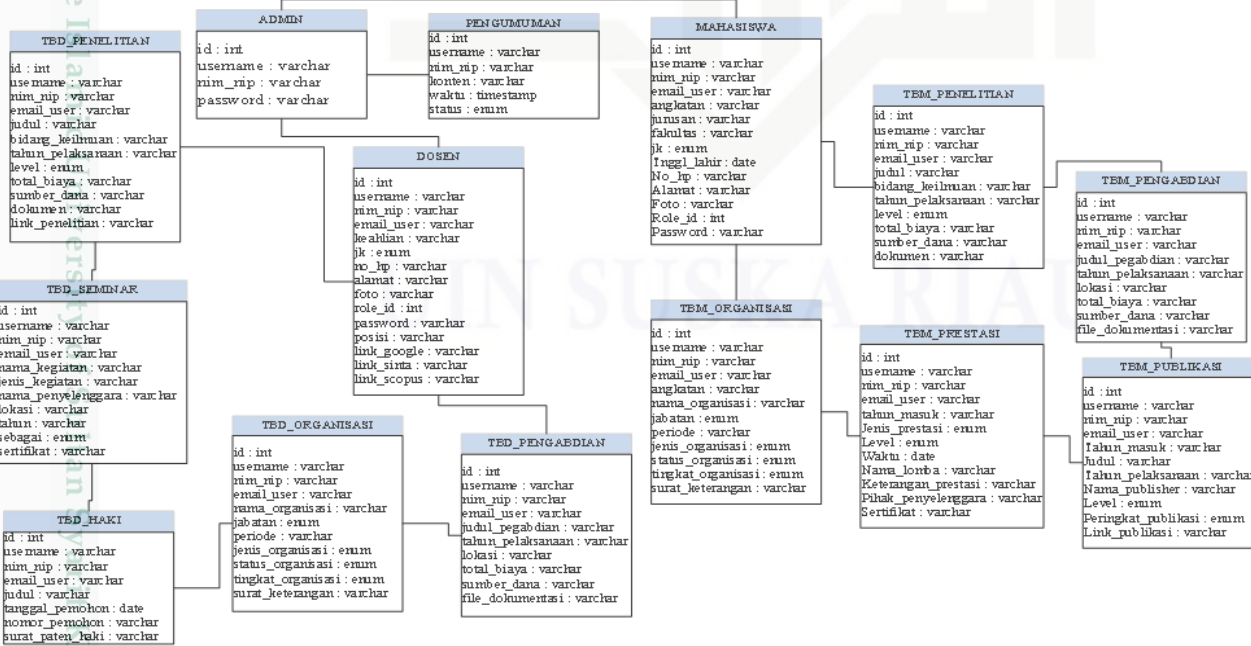 ADMIN
id : int
username : varchar
nim_nip : varchar
password : varchar
PENGUMUMAN
id : int
username : varchar
nim_nip : varchar
konten : varchar
waktu : timestamp
status : enum
MAHASISWA
id : int
username : varchar
nim_nip : varchar
email_user : varchar
angkatan : varchar
jurusan : varchar
fakultas : varchar
jk : enum
Tnggl_lahir : date
No_hp : varchar
Alamat : varchar
Foto : varchar
Role_id : int
Password : varchar
TBD_PENELITIAN
id : int
username : varchar
nim_nip : varchar
email_user : varchar
judul : varchar
bidang_keilmuan : varchar
tahun_pelaksanaan : varchar
level : enum
total_biaya : varchar
sumber_dana : varchar
dokumen : varchar
link_penelitian : varchar
TBM_PENELITIAN
id : int
username : varchar
nim_nip : varchar
email_user : varchar
judul : varchar
bidang_keilmuan : varchar
tahun_pelaksanaan : varchar
level : enum
total_biaya : varchar
sumber_dana : varchar
dokumen : varchar
DOSEN
id : int
username : varchar
nim_nip : varchar
email_user : varchar
keahlian : varchar
jk : enum
no_hp : varchar
alamat : varchar
foto : varchar
role_id : int
password : varchar
posisi : varchar
link_google : varchar
link_sinta : varchar
link_scopus : varchar
TBM_PENGABDIAN
id : int
username : varchar
nim_nip : varchar
email_user : varchar
judul_pegabdian : varchar
tahun_pelaksanaan : varchar
lokasi : varchar
total_biaya : varchar
sumber_dana : varchar
file_dokumentasi : varchar
TBD_SEMINAR
id : int
username : varchar
nim_nip : varchar
email_user : varchar
nama_kegiatan : varchar
jenis_kegiatan : varchar
nama_penyelenggara : varchar
lokasi : varchar
tahun : varchar
sebagai : enum
sertifikat : varchar
TBM_ORGANISASI
id : int
username : varchar
nim_nip : varchar
email_user : varchar
angkatan : varchar
nama_organisasi : varchar
jabatan : enum
periode : varchar
jenis_organisasi : enum
status_organisasi : enum
tingkat_organisasi : enum
surat_keterangan : varchar
TBM_PRESTASI
id : int
username : varchar
nim_nip : varchar
email_user : varchar
tahun_masuk : varchar
Jenis_prestasi : enum
Level : enum
Waktu : date
Nama_lomba : varchar
Keterangan_prestasi : varchar
Pihak_penyelenggara : varchar
Sertifikat : varchar
TBM_PUBLIKASI
id : int
username : varchar
nim_nip : varchar
email_user : varchar
Tahun_masuk : varchar
Judul : varchar
Tahun_pelaksanaan : varchar
Nama_publisher : varchar
Level : enum
Peringkat_publikasi : enum
Link_publikasi : varchar
TBD_ORGANISASI
id : int
username : varchar
nim_nip : varchar
email_user : varchar
nama_organisasi : varchar
jabatan : enum
periode : varchar
jenis_organisasi : enum
status_organisasi : enum
tingkat_organisasi : enum
surat_keterangan : varchar
TBD_PENGABDIAN
id : int
username : varchar
nim_nip : varchar
email_user : varchar
judul_pegabdian : varchar
tahun_pelaksanaan : varchar
lokasi : varchar
total_biaya : varchar
sumber_dana : varchar
file_dokumentasi : varchar
TBD_HAKI
id : int
username : varchar
nim_nip : varchar
email_user : varchar
judul : varchar
tanggal_pemohon : date
nomor_pemohon : varchar
surat_paten_haki : varchar
UIN SUSKA RIAU